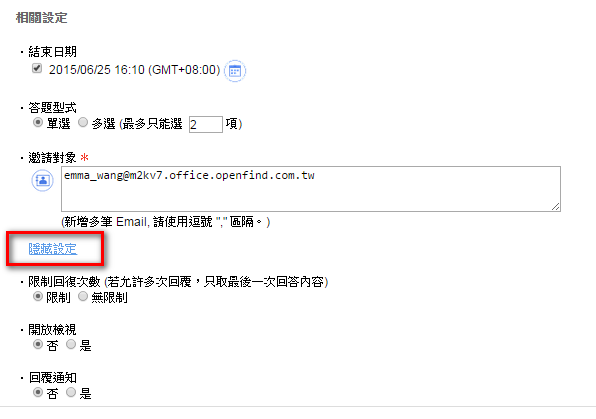 相關設定
・結束日期
2015/06/25 16:10 (GMT+08:00)
・答題型式
單選 多選 (最多只能選 2 項)
・邀請對象 *
emma_wang@m2kv7.office.openfind.com.tw
(新增多筆 Email, 請使用逗號 "," 區隔。)
隱藏設定
・限制回復次數 (若允許多次回覆，只取最後一次回答內容)
限制 無限制
・開放檢視
否 是
・回覆通知
否 是